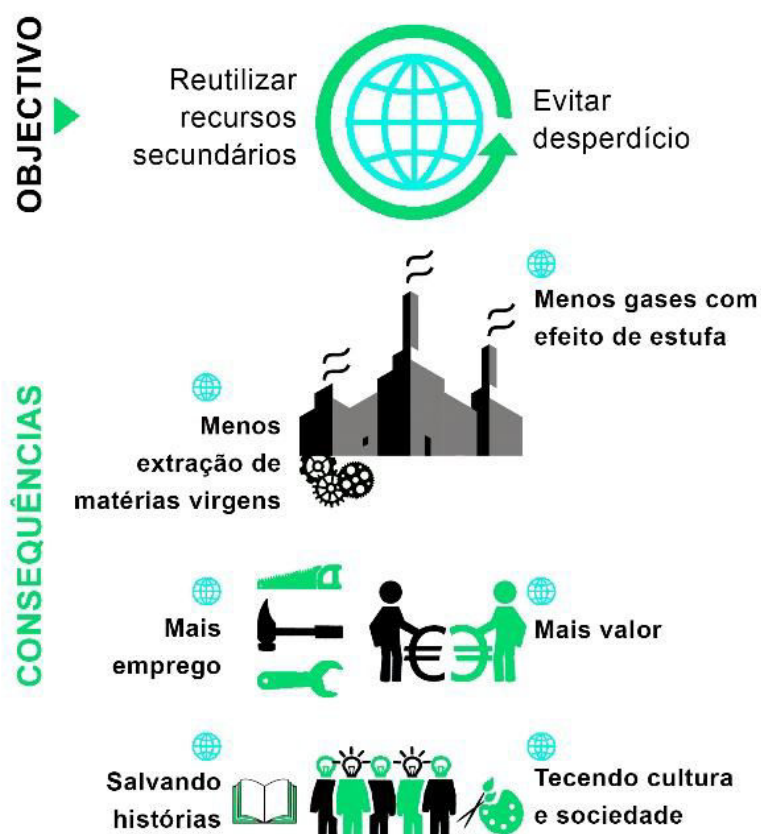 OBJECTIVO
Reutilizar
recursos
secundários
Evitar
desperdício
CONSEQUÊNCIAS
Menos gases com
efeito de estufa
Menos
extração de
matérias virgens
Mais
emprego
Mais valor
Salvando
histórias
Tecendo cultura
e sociedade